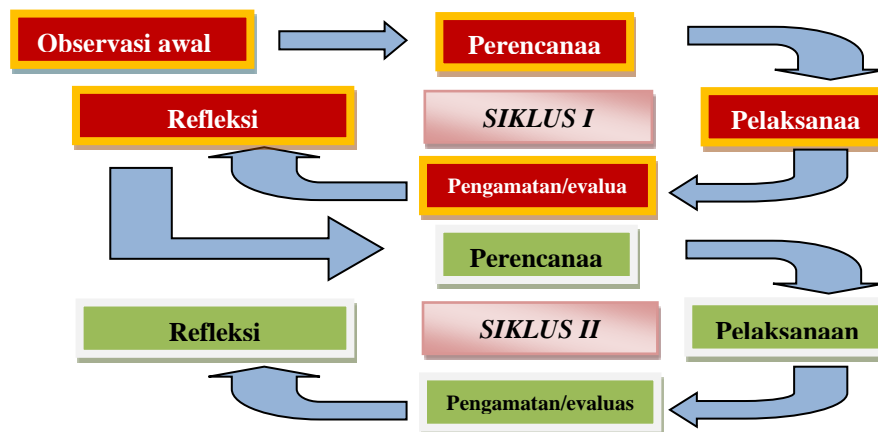 Observasi awal
Perencanaa
Refleksi
SIKLUS I
Pelaksanaa
Pengamatan/evalua
Perencanaa
Refleksi
SIKLUS II
Pelaksanaan
Pengamatan/evaluas